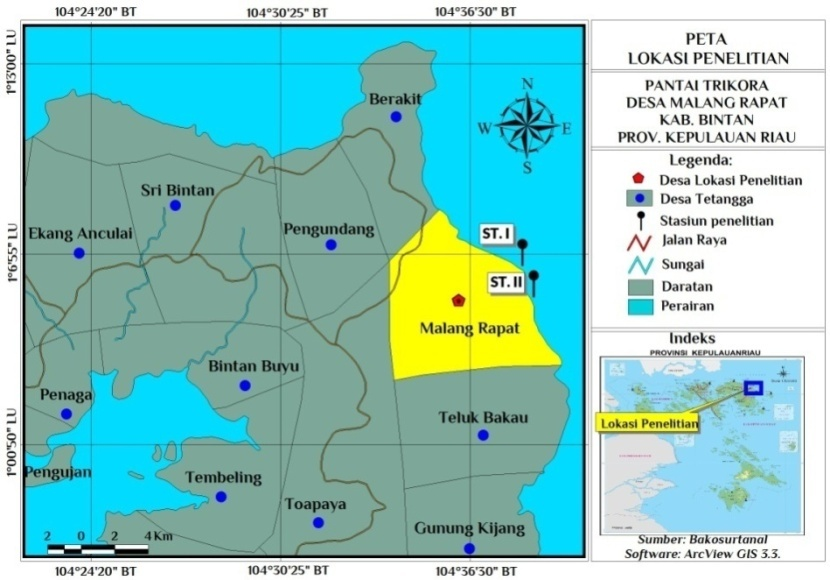 104°24'20" BT
104°30'25" BT
104°36'30" BT
1°13'00" LU
1°6'55" LU
1°00'50" LU
Berakit
N
W
E
S
Sri Bintan
Ekang Anculai
Pengundang
ST. I
ST. II
Malang Rapat
Bintan Buyu
Penaga
Teluk Bakau
Pengujan
Tembeling
Toapaya
Gunung Kijang
2 0 2 4 Km
104°24'20" BT
104°30'25" BT
104°36'30" BT
PETA
LOKASI PENELITIAN
PANTAI TRIKORA
DESA MALANG RAPAT
KAB. BINTAN
PROV. KEPULAUAN RIAU
Legenda:
Desa Lokasi Penelitian
Desa Tetangga
Stasiun penelitian
Jalan Raya
Sungai
Daratan
Perairan
Indeks
PROVINSI KEPULAUANRIAU
Lokasi Penelitian
Sumber: Bakosurtanal
Software: ArcView GIS 3.3.